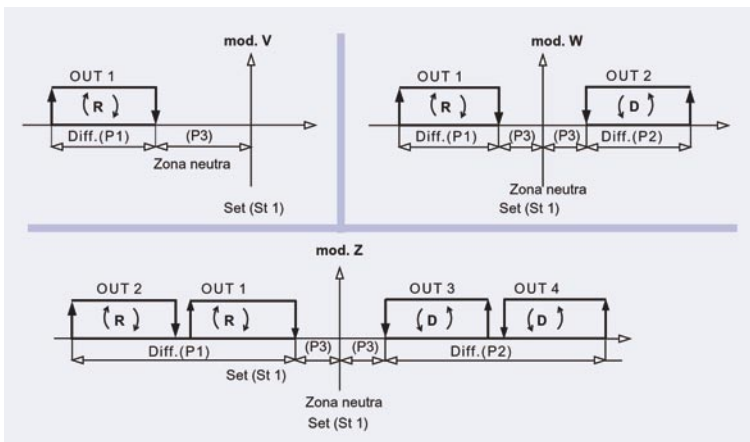 mod. V
OUT 1
( R )
Diff.(P1)
(P3)
Zona neutra
Set (St 1)
mod. W
OUT 1
OUT 2
( R )
( D )
Diff.(P1)
(P3)
(P3)
Diff.(P2)
Zona neutra
Set (St 1)
mod. Z
OUT 2
OUT 1
OUT 3
OUT 4
( R )
( R )
( D )
( D )
Diff.(P1)
(P3)
(P3)
Diff.(P2)
Set (St 1)
Zona neutra
Set (St 1)